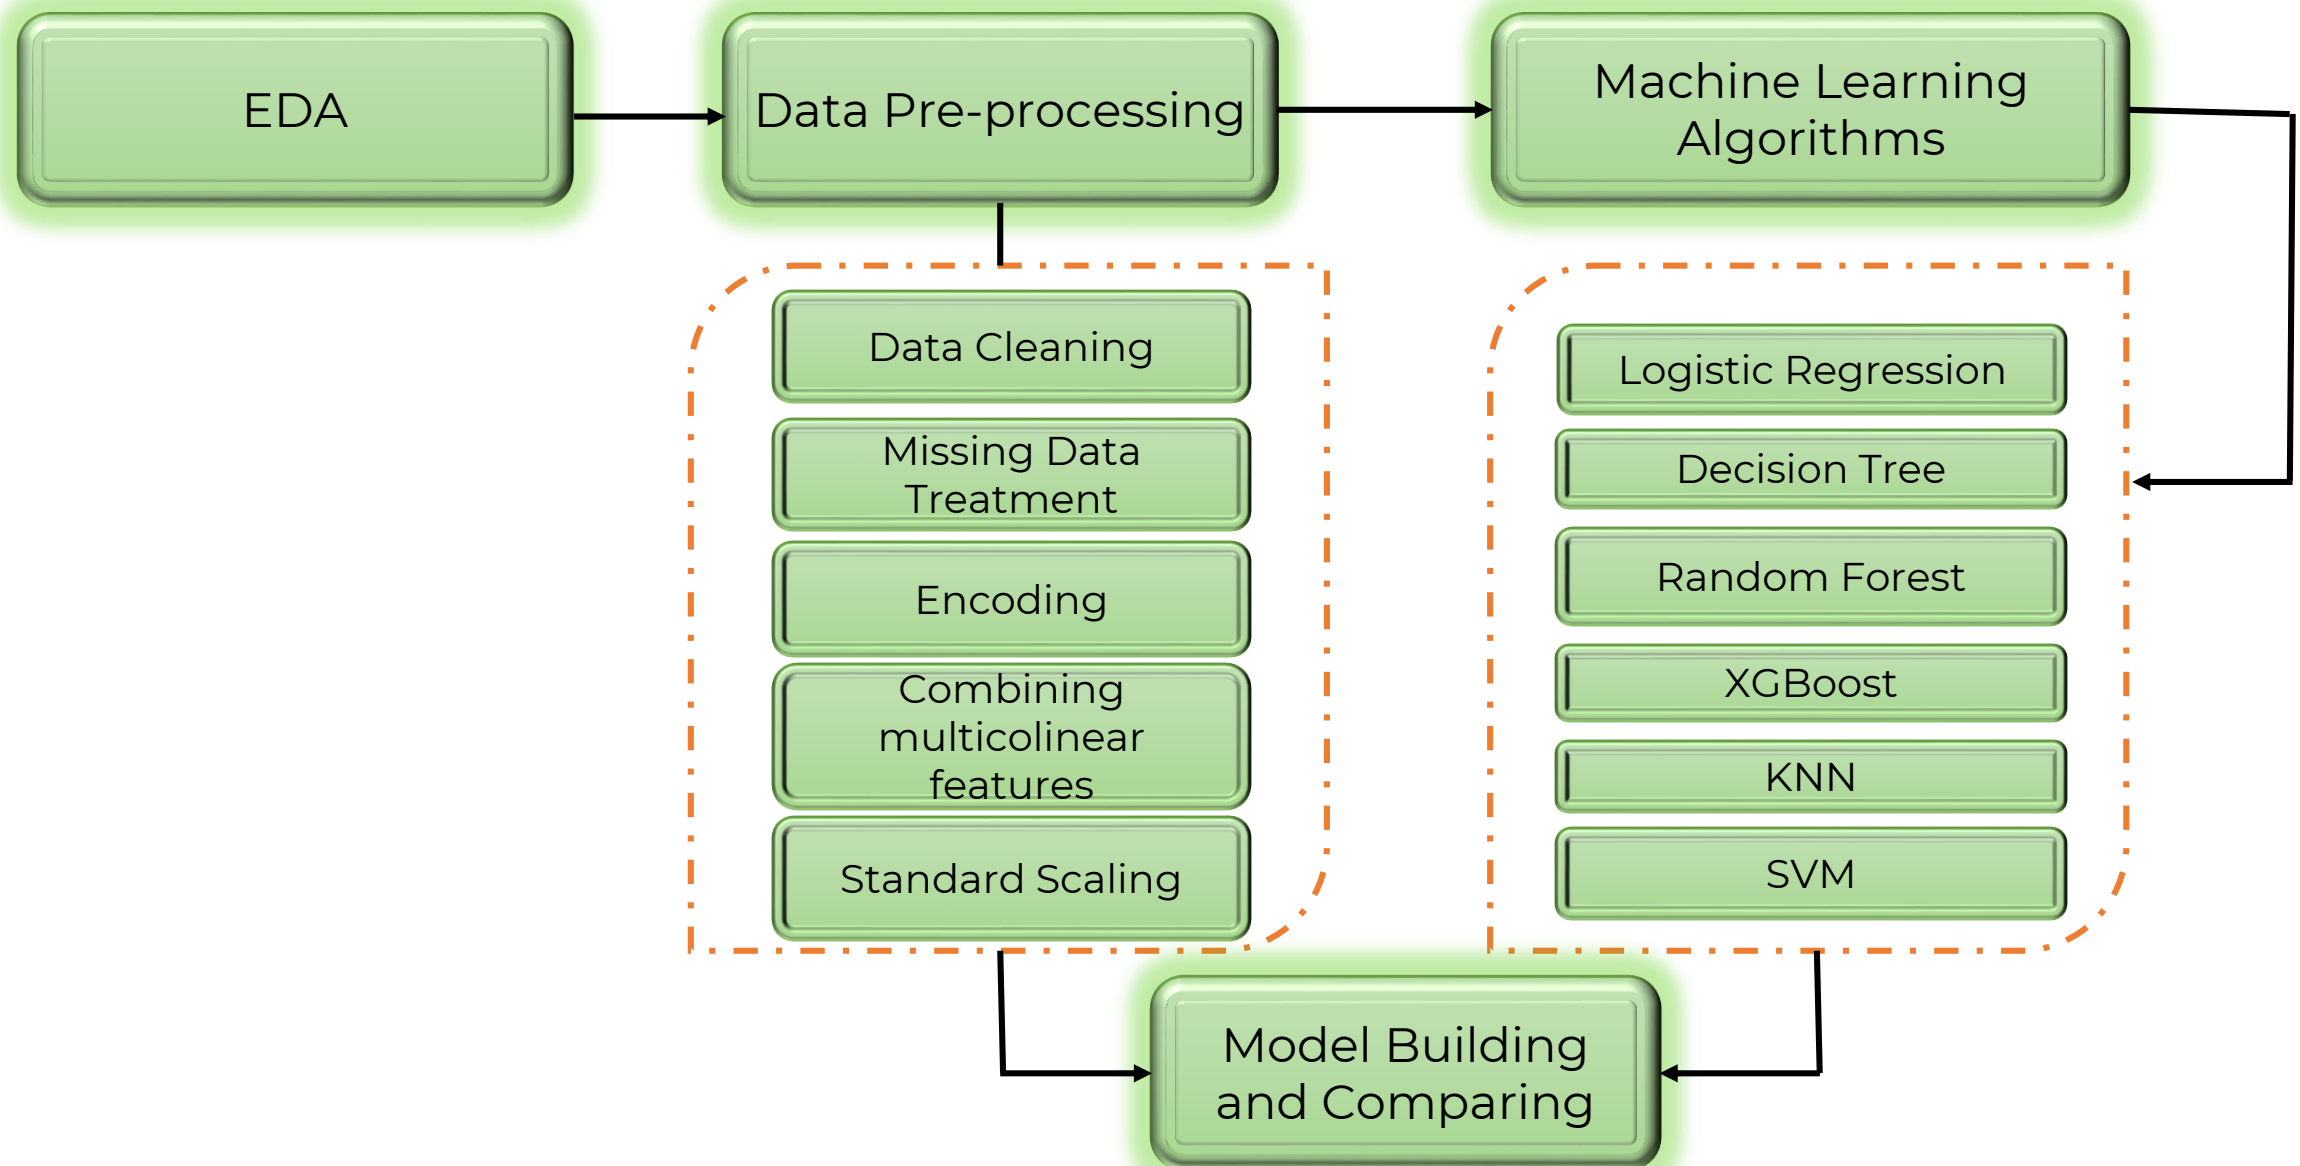 EDA
Data Pre-processing
Machine Learning
Algorithms
Data Cleaning
Missing Data
Treatment
Encoding
Combining
multicolinear
features
Standard Scaling
Logistic Regression
Decision Tree
Random Forest
XGBoost
KNN
SVM
Model Building
and Comparing